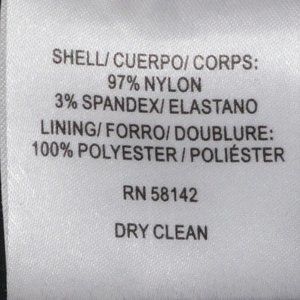 SHELL/ CUERPO/ CORPS:
97% NYLON
3% SPANDEX/ ELASTANO
LINING/ FORRO/ DOUBLURE:
100% POLYESTER / POLIÉSTER
RN 58142
DRY CLEAN